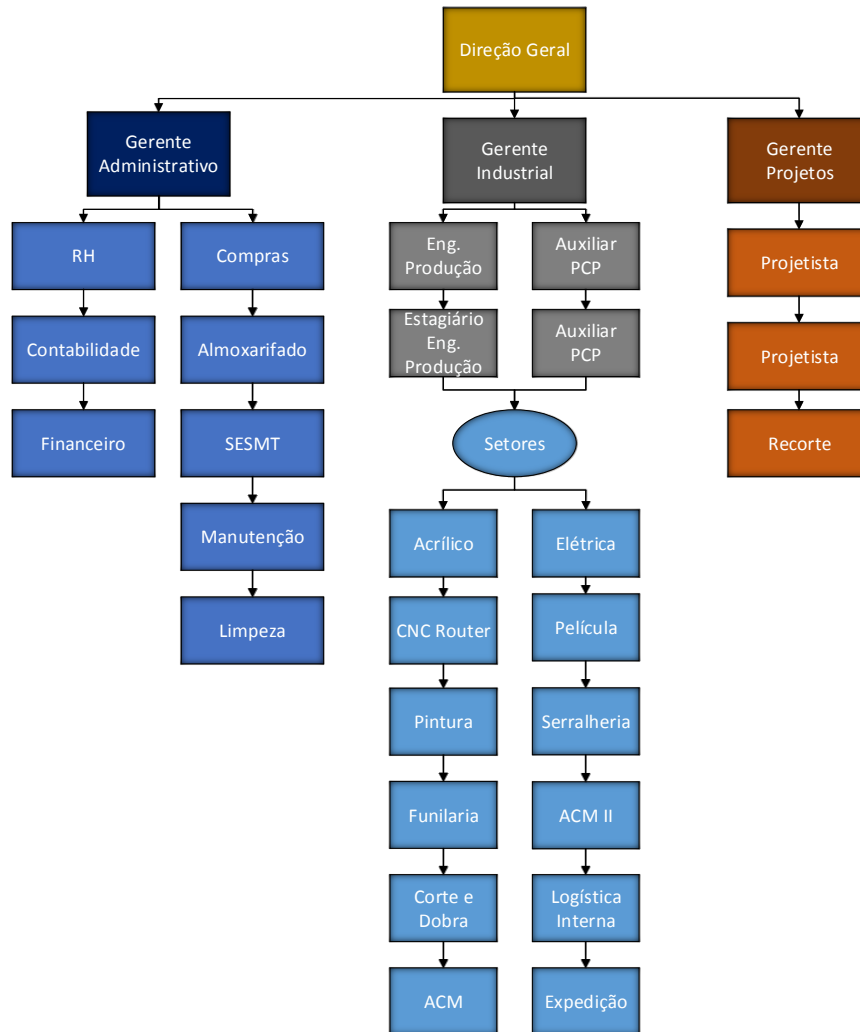 Direção Geral
Gerente
Administrativo
Gerente
Industrial
Gerente
Projetos
RH
Compras
Eng.
Produção
Auxiliar
PCP
Projetista
Contabilidade
Almoxarifado
Estagiário
Eng.
Produção
Auxiliar
PCP
Projetista
Financeiro
SESMT
Setores
Recorte
Manutenção
Acrílico
Elétrica
Limpeza
CNC Router
Película
Pintura
Serralheria
Funilaria
ACM II
Corte e
Dobra
Logística
Interna
ACM
Expedição